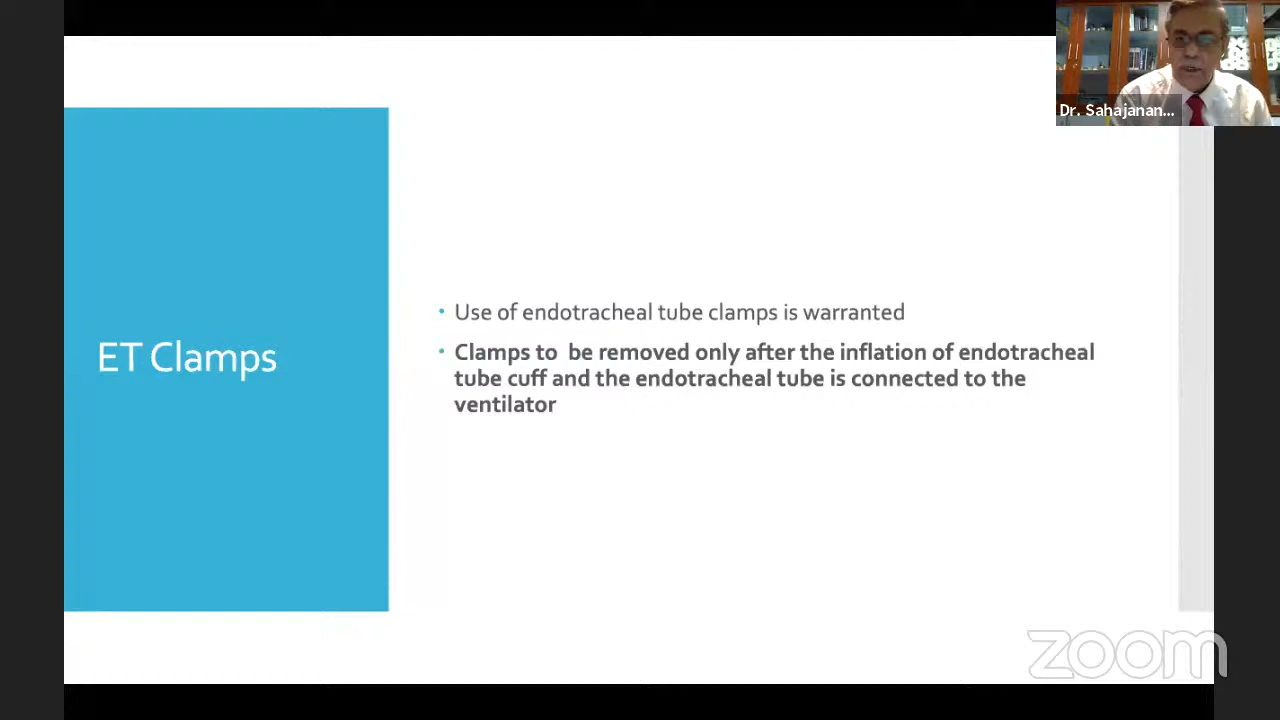 Dr. Sahajanan...
ET Clamps
• Use of endotracheal tube clamps is warranted
• Clamps to  be removed only after the inflation of endotracheal
tube cuff and the endotracheal tube is connected to the
ventilator
zoom